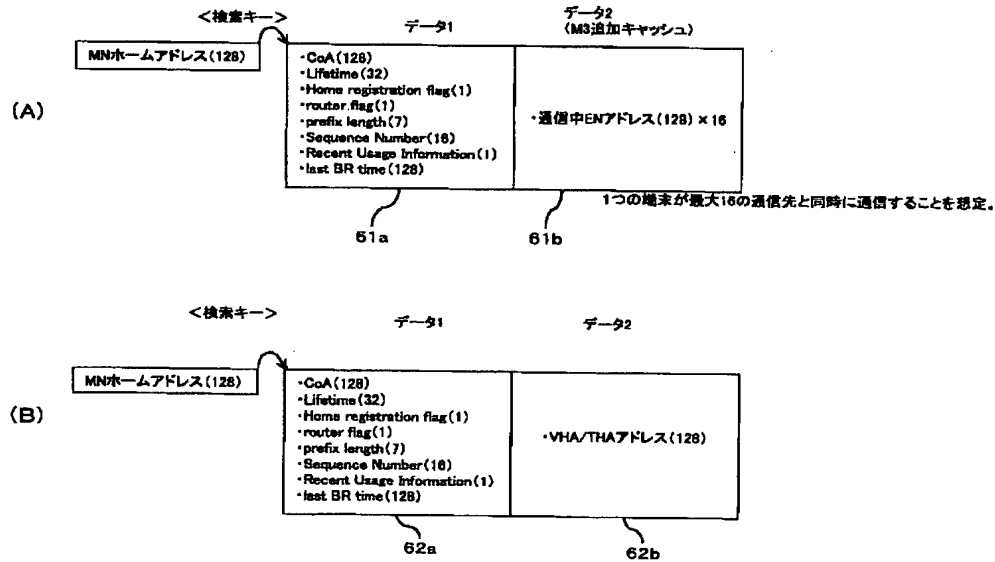 <検索キー>
データ1
データ2
(M3追加キャッシュ)
MNホームアドレス(128)
(A)
・CoA(128)
・Lifetime(32)
・Home registration flag(1)
・router.flag(1)
・prefix length(7)
・Sequence Number(16)
・Recent Usage Information(1)
・last BR time(128)
・通信中ENアドレス(128)×16
1つの端末が最大16の通信先と同時に通信することを想定。
61a
61b
<検索キー>
データ1
データ2
MNホームアドレス(128)
(B)
・CoA(128)
・Lifetime(32)
・Home registration flag(1)
・router flag(1)
・prefix length(7)
・Sequence Number(16)
・Recent Usage Information(1)
・last BR time(128)
・VHA/THAアドレス(128)
62a
62b